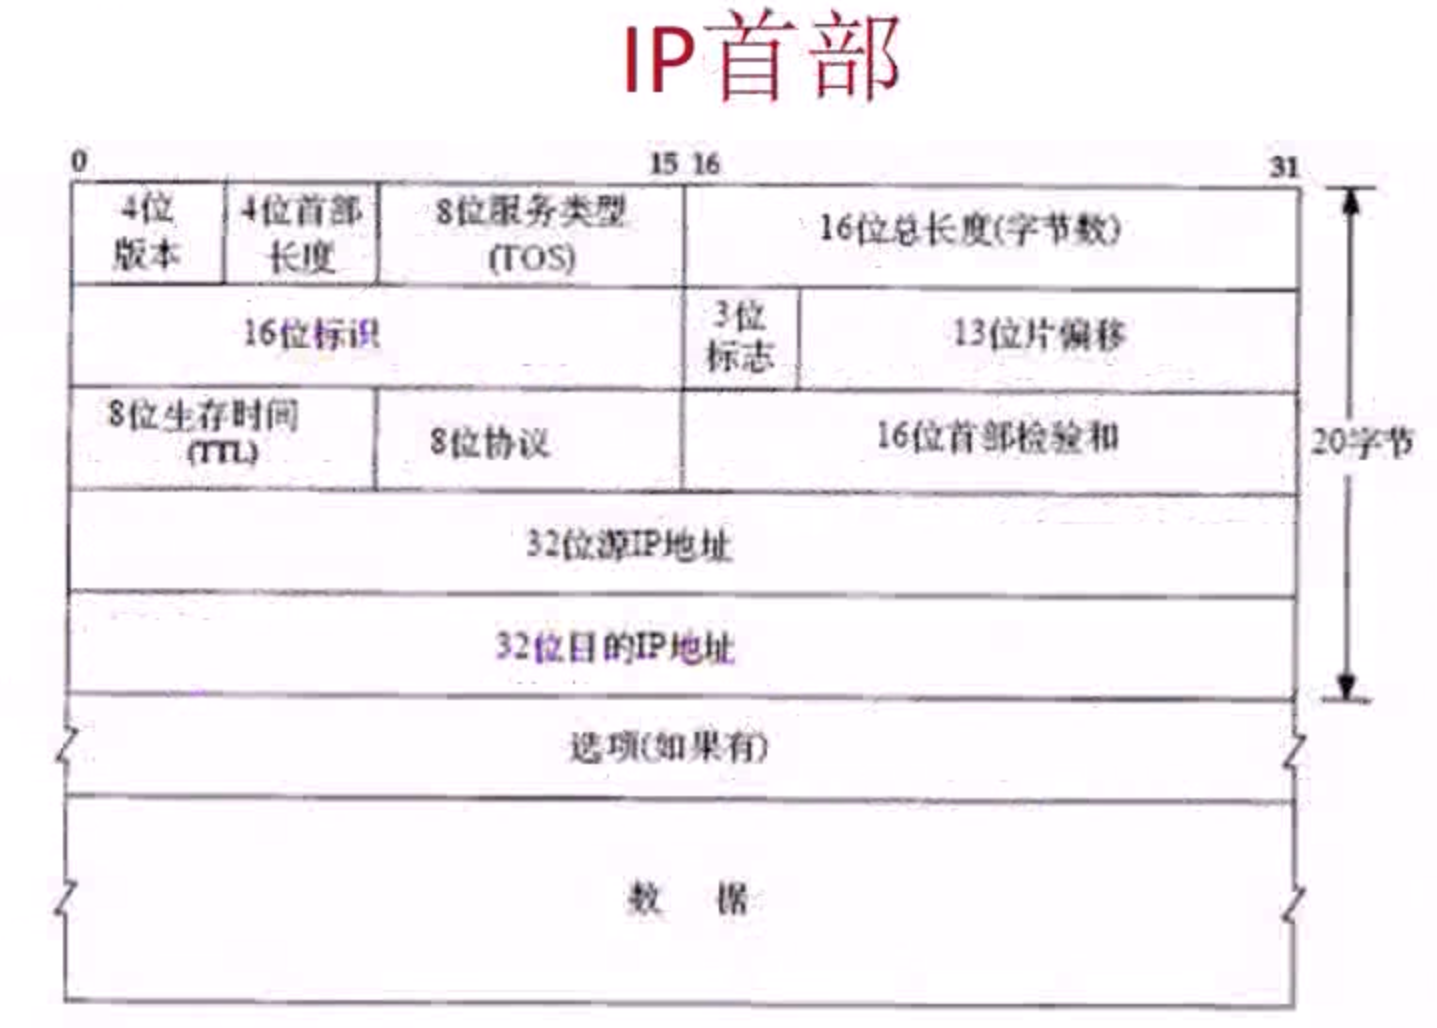 IP首部
0 15 16 31
4位
版本
4位首部
长度
8位服务类型
(TOS)
16位总长度(字节数)
16位标识
3位
标志
13位片偏移
8位生存时间
(TTL)
8位协议
16位首部检验和
20字节
32位源IP地址
32位目的IP地址
选项(如果有)
数 据